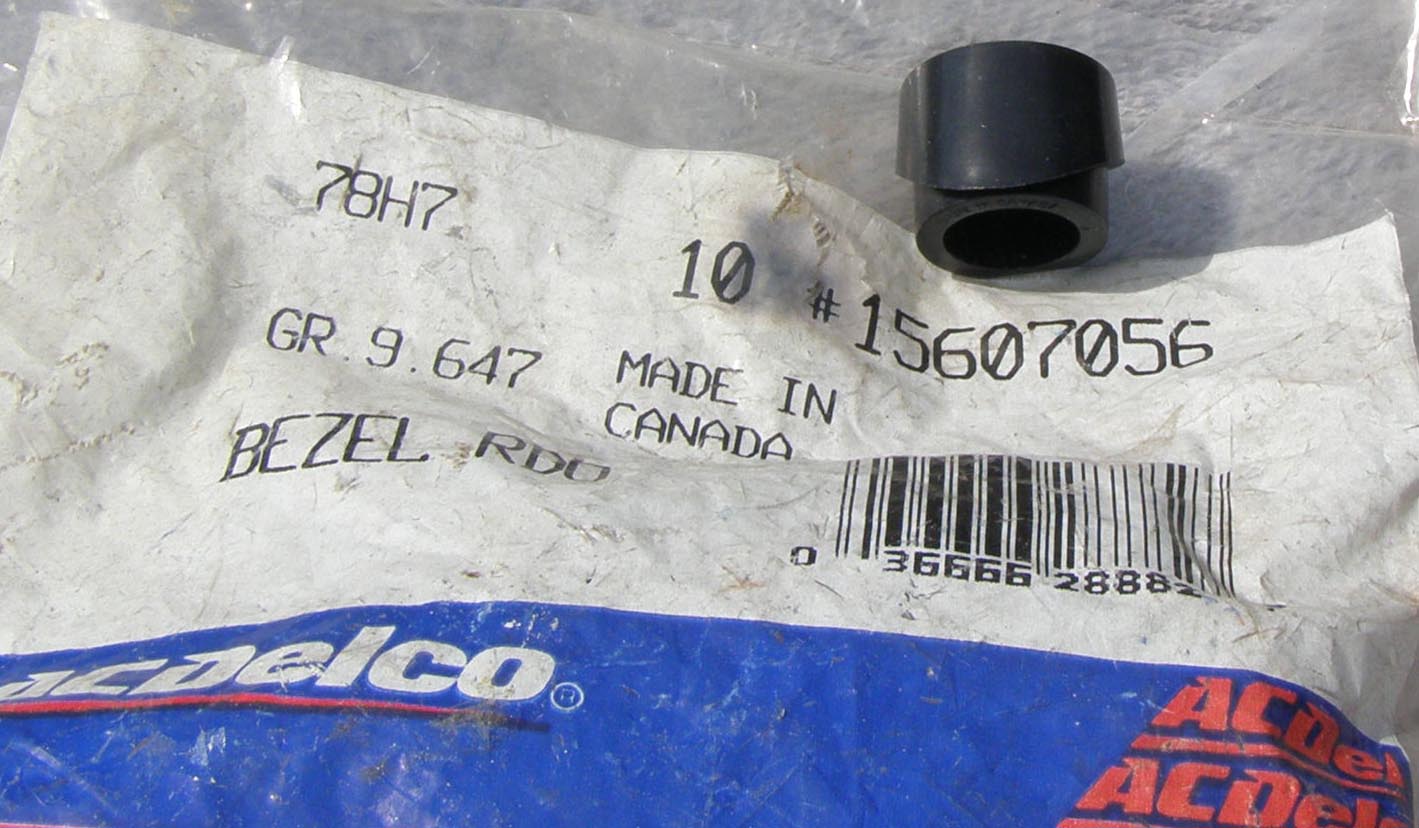 78H7
10 #15607056
GR.9.647
MADE IN
CANADA
BEZEL RDO
0 36666 28882
ACDelco®
ACDel
ACDel